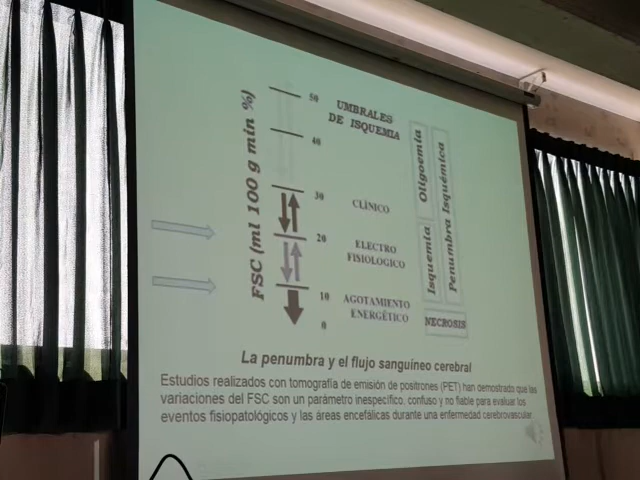 50
UMBRALES
DE ISQUEMIA
40
30
CLÍNICO
20
ELECTRO
FISIOLOGICO
10
AGOTAMIENTO
ENERGÉTICO
0
FSC (ml 100 g min %)
Oligoemia
Isquemia
Penumbra Isquémica
NECROSIS
La penumbra y el flujo sanguíneo cerebral
Estudios realizados con tomografía de emisión de positrones (PET) han demostrado que las
variaciones del FSC son un parámetro inespecífico, confuso y no fiable para evaluar los
eventos fisiopatológicos y las áreas encefálicas durante una enfermedad cerebrovascular